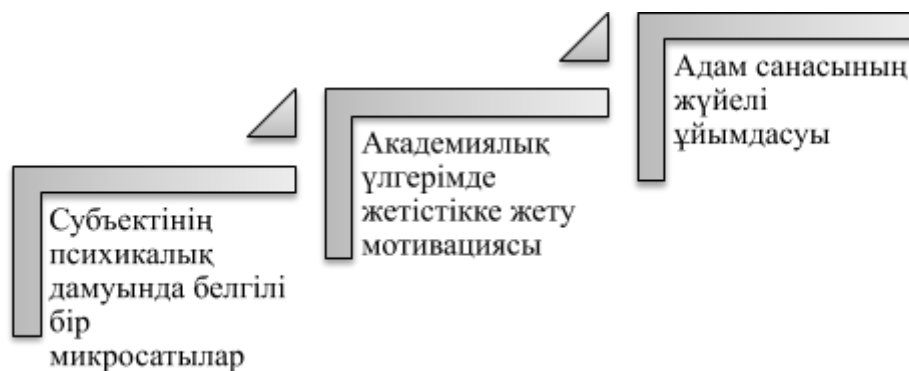 Субъектінің
психикалық
дамуында белгілі
бір
микросатылар
Академиялық
үлгерімде
жетістікке жету
мотивациясы
Адам санасының
жүйелі
ұйымдасуы